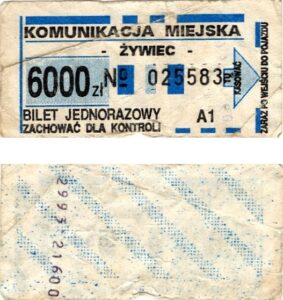 KOMUNIKACJA MIEJSKA
- ŻYWIEC -
6000 zł
No 025583
BILET JEDNORAZOWY A1
ZACHOWAĆ DLA KONTROLI
KASOWAĆ
ZARAZ PO WEJŚCIU DO POJAZDU
2993 21600